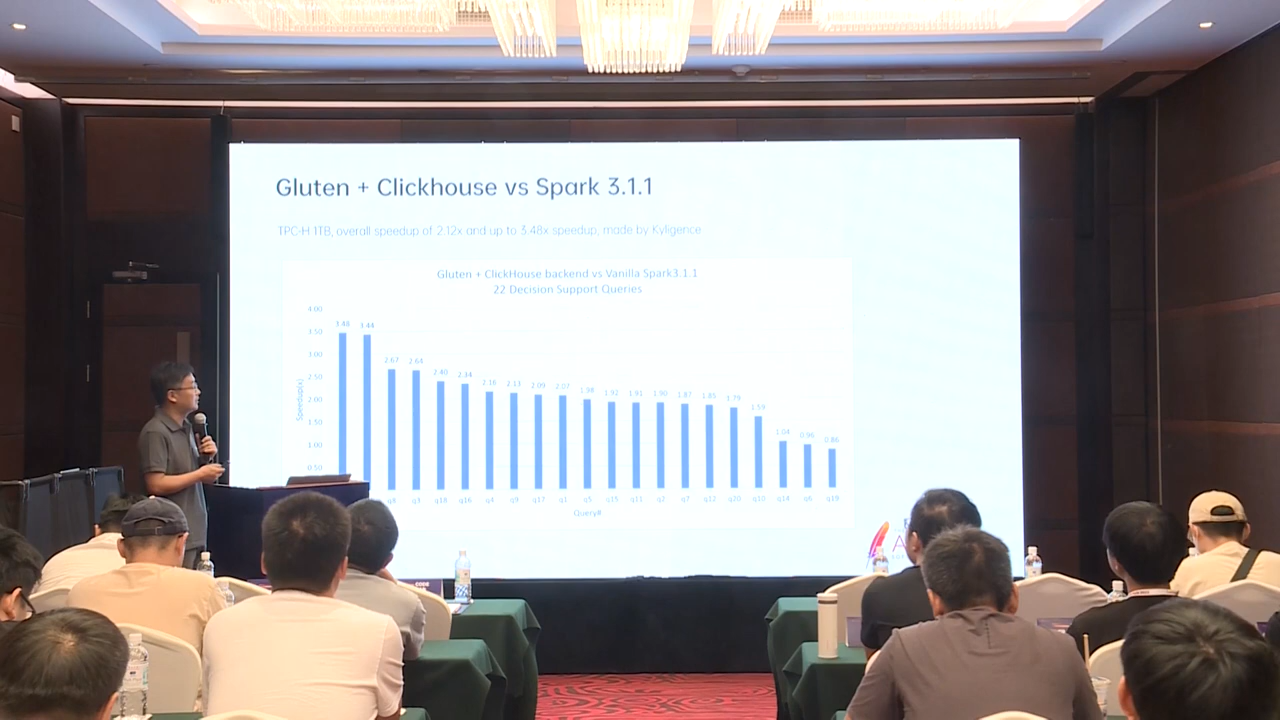 Gluten + Clickhouse vs Spark 3.1.1
TPC-H 1TB, overall speedup of 2.12x and up to 3.48x speedup, made by Kyligence
Gluten + ClickHouse backend vs Vanilla Spark3.1.1
22 Decision Support Queries
4.00
3.50
3.00
2.50
2.00
1.50
1.00
0.50
Speedup(x)
3.48 3.44 2.67 2.64 2.40 2.34 2.16 2.13 2.09 2.07 1.98 1.92 1.91 1.90 1.87 1.85 1.79 1.59 1.04 0.96 0.86
q8 q3 q18 q16 q4 q9 q17 q1 q5 q15 q11 q2 q7 q12 q20 q10 q14 q6 q19
Query#